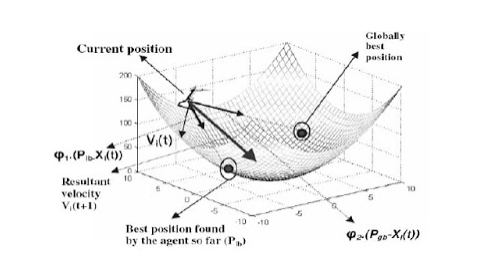 Globally
best
position
Current position
200
150
100
50
0
10
5
0
-5
-10
-10
-5
0
5
10
Vi(t)
φ1.(Pib.Xi(t))
Resultant
velocity
Vi(t+1)
Best position found
by the agent so far (Pib)
φ2.(Pgb-Xi(t))